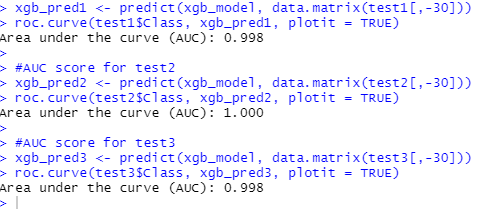 > xgb_pred1 <- predict(xgb_model, data.matrix(test1[,-30]))
> roc.curve(test1$Class, xgb_pred1, plotit = TRUE)
Area under the curve (AUC): 0.998
>
> #AUC score for test2
> xgb_pred2 <- predict(xgb_model, data.matrix(test2[,-30]))
> roc.curve(test2$Class, xgb_pred2, plotit = TRUE)
Area under the curve (AUC): 1.000
>
> #AUC score for test3
> xgb_pred3 <- predict(xgb_model, data.matrix(test3[,-30]))
> roc.curve(test3$Class, xgb_pred3, plotit = TRUE)
Area under the curve (AUC): 0.998
>